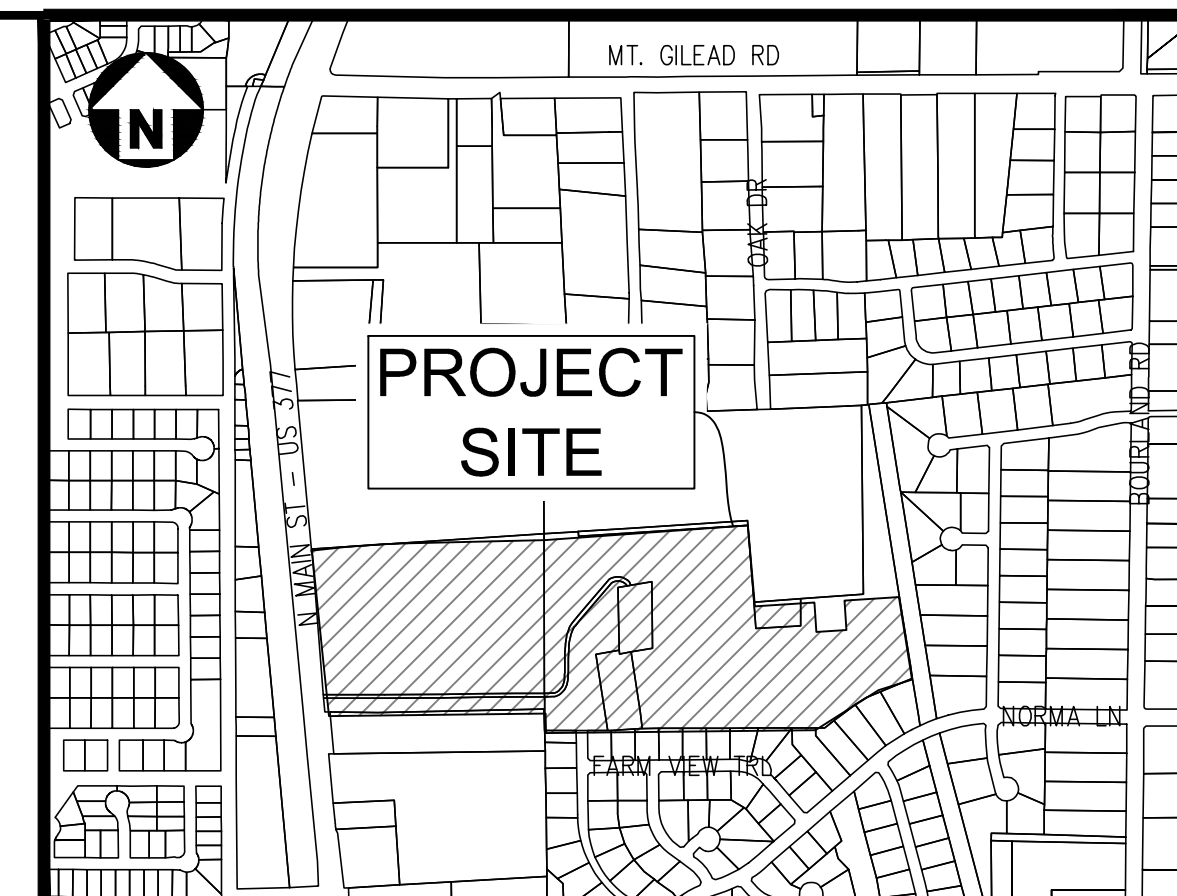 MT. GILEAD RD
N
OAK DR
PROJECT
SITE
BOURLAND RD
N MAIN ST - US 377
NORMA LN
FARM VIEW TRL